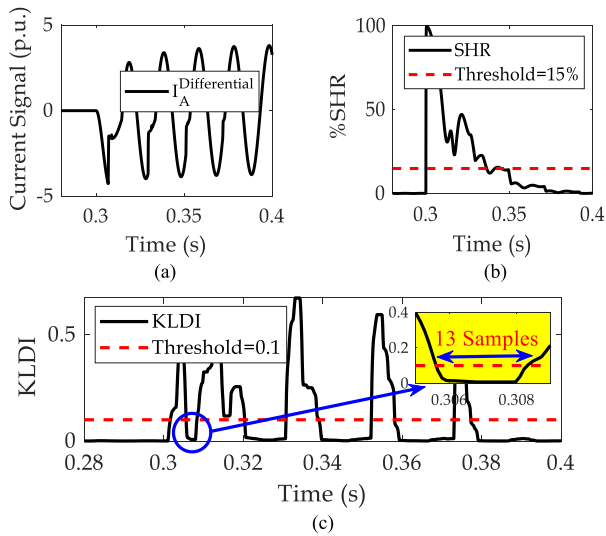 Current Signal (p.u.)
5
0
-5
I_A^Differential
0.3
0.35
0.4
Time (s)
(a)
%SHR
100
50
0
SHR
Threshold=15%
0.3
0.35
0.4
Time (s)
(b)
KLDI
0.5
0
KLDI
Threshold=0.1
0.4
0.2
0
13 Samples
0.306
0.308
0.28
0.3
0.32
0.34
0.36
0.38
0.4
Time (s)
(c)